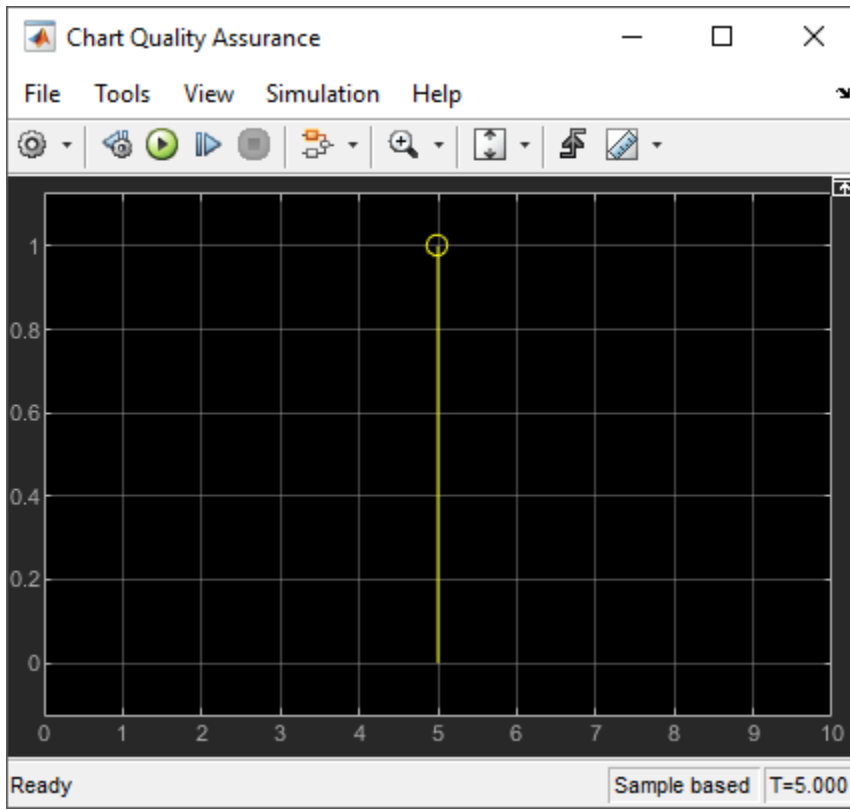 Chart Quality Assurance
File Tools View Simulation Help
1
0.8
0.6
0.4
0.2
0
0 1 2 3 4 5 6 7 8 9 10
Ready Sample based T=5.000